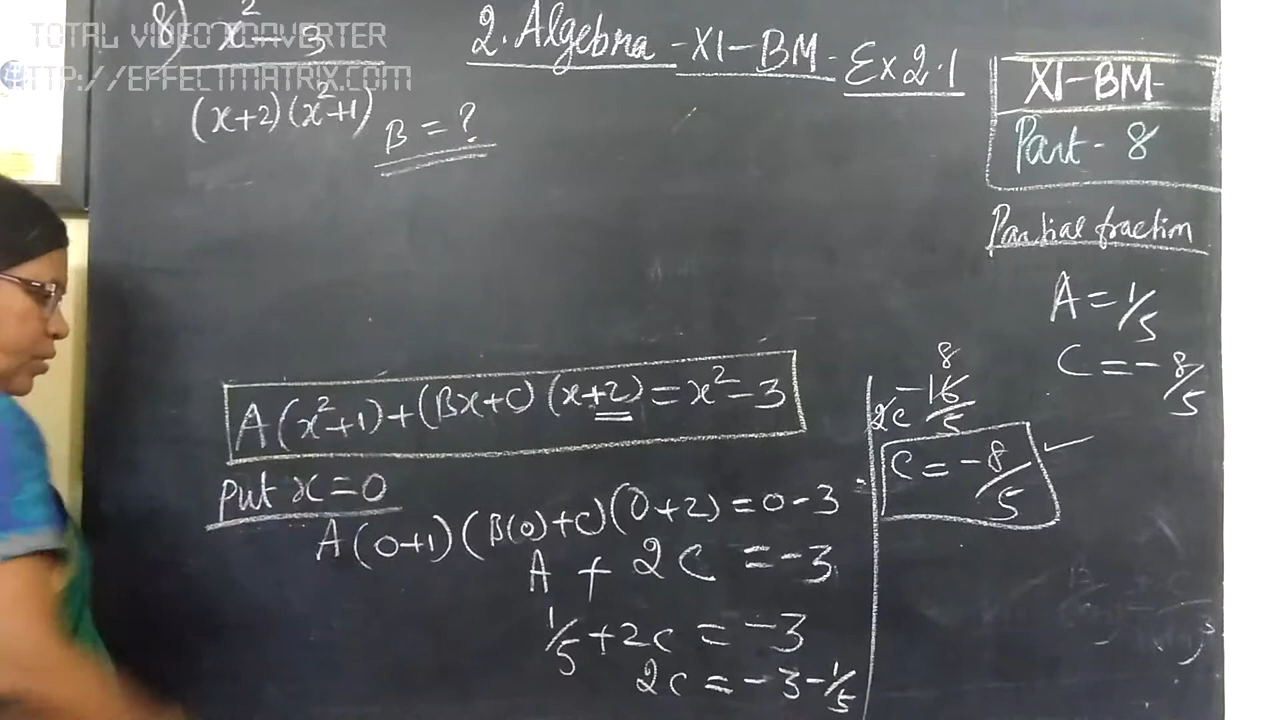 TOTAL VIDEO CONVERTER
HTTP://EFFECTMATRIX.COM
8) x² - 3
(x+2)(x²+1)
B = ?
2. Algebra - XI - BM - Ex 2.1
XI - BM -
Part - 8
Partial fraction
A = 1/5
C = -8/5
A(x²+1)+(Bx+C)(x+2)=x²-3
Put x=0
A(0+1)(B(0)+C)(0+2)=0-3
A + 2C = -3
1/5 + 2C = -3
2C = -3-1/5
2C = -16/5
8
C = -8/5